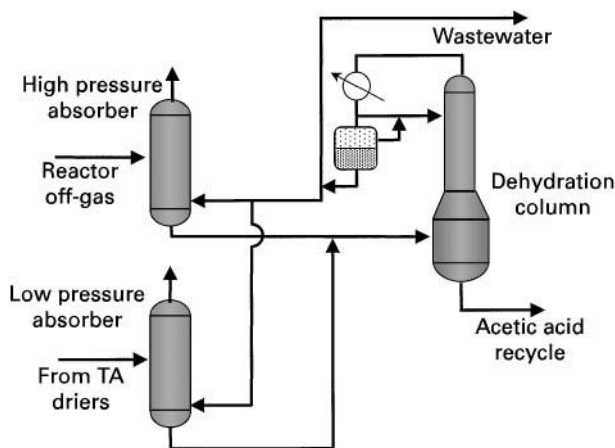 Wastewater
High pressure
absorber
Reactor
off-gas
Dehydration
column
Low pressure
absorber
From TA
driers
Acetic acid
recycle